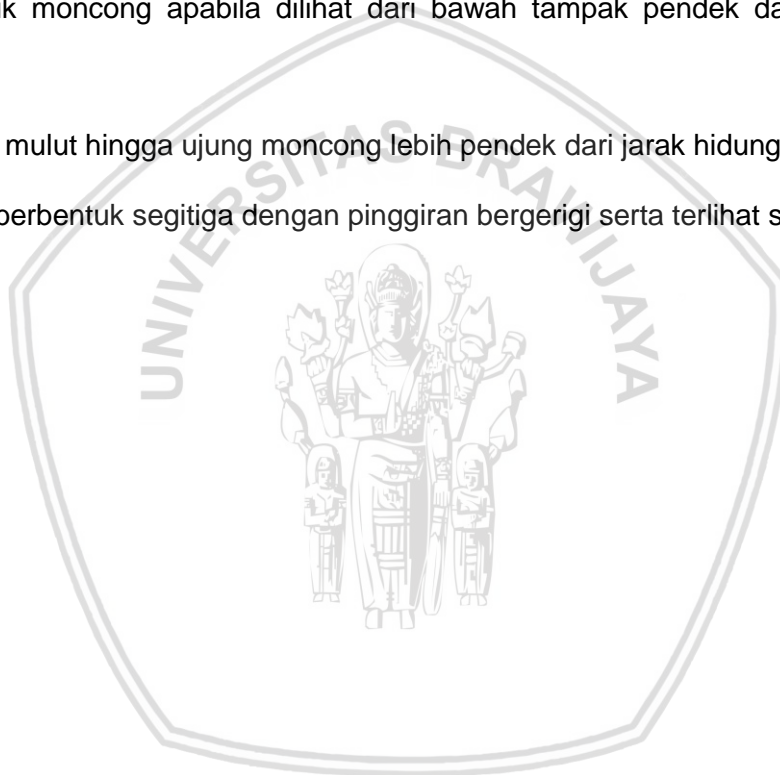 moncong apabila dilihat dari bawah tampak pendek
mulut hingga ujung moncong lebih pendek dari jarak hidung
berbentuk segitiga dengan pinggiran bergerigi serta terlihat
UNIVERSITAS BRAWIJAYA